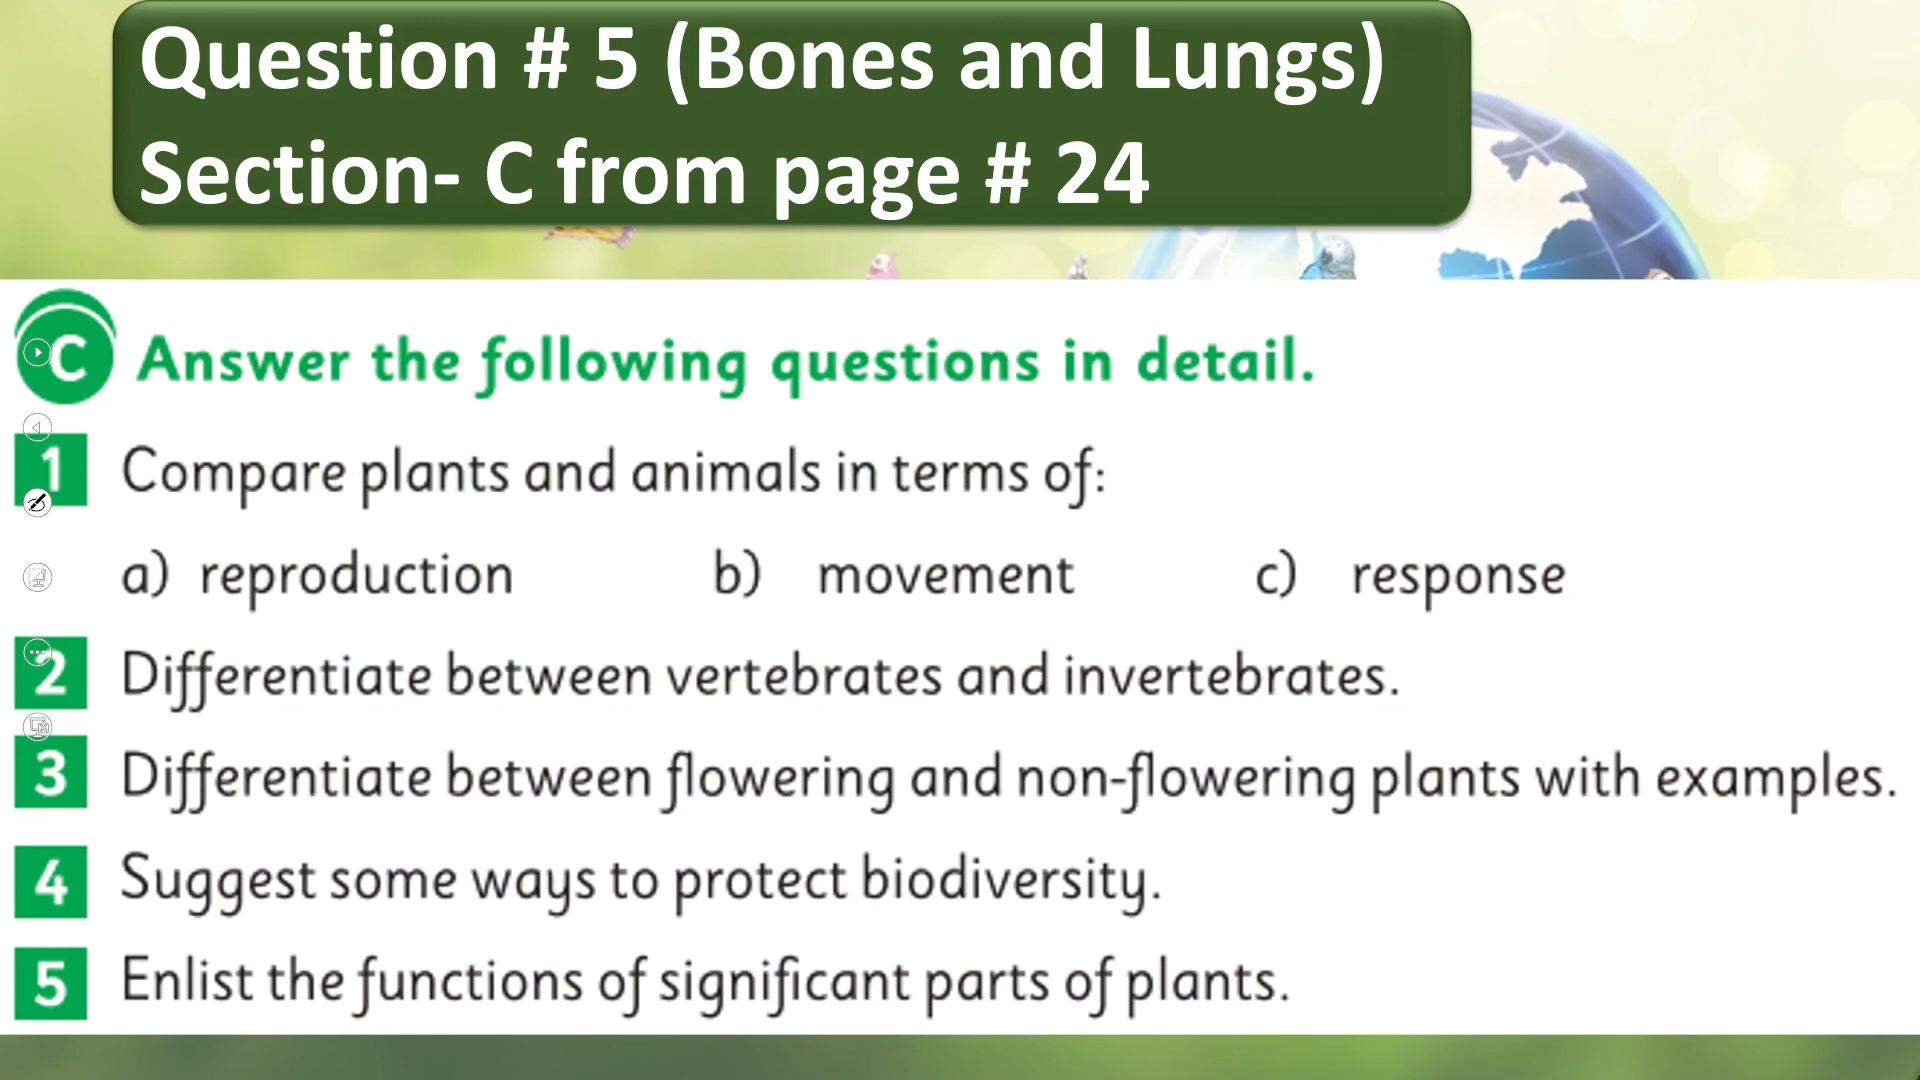 Question # 5 (Bones and Lungs)
Section- C from page # 24
C Answer the following questions in detail.
1 Compare plants and animals in terms of:
a) reproduction b) movement c) response
2 Differentiate between vertebrates and invertebrates.
3 Differentiate between flowering and non-flowering plants with examples.
4 Suggest some ways to protect biodiversity.
5 Enlist the functions of significant parts of plants.